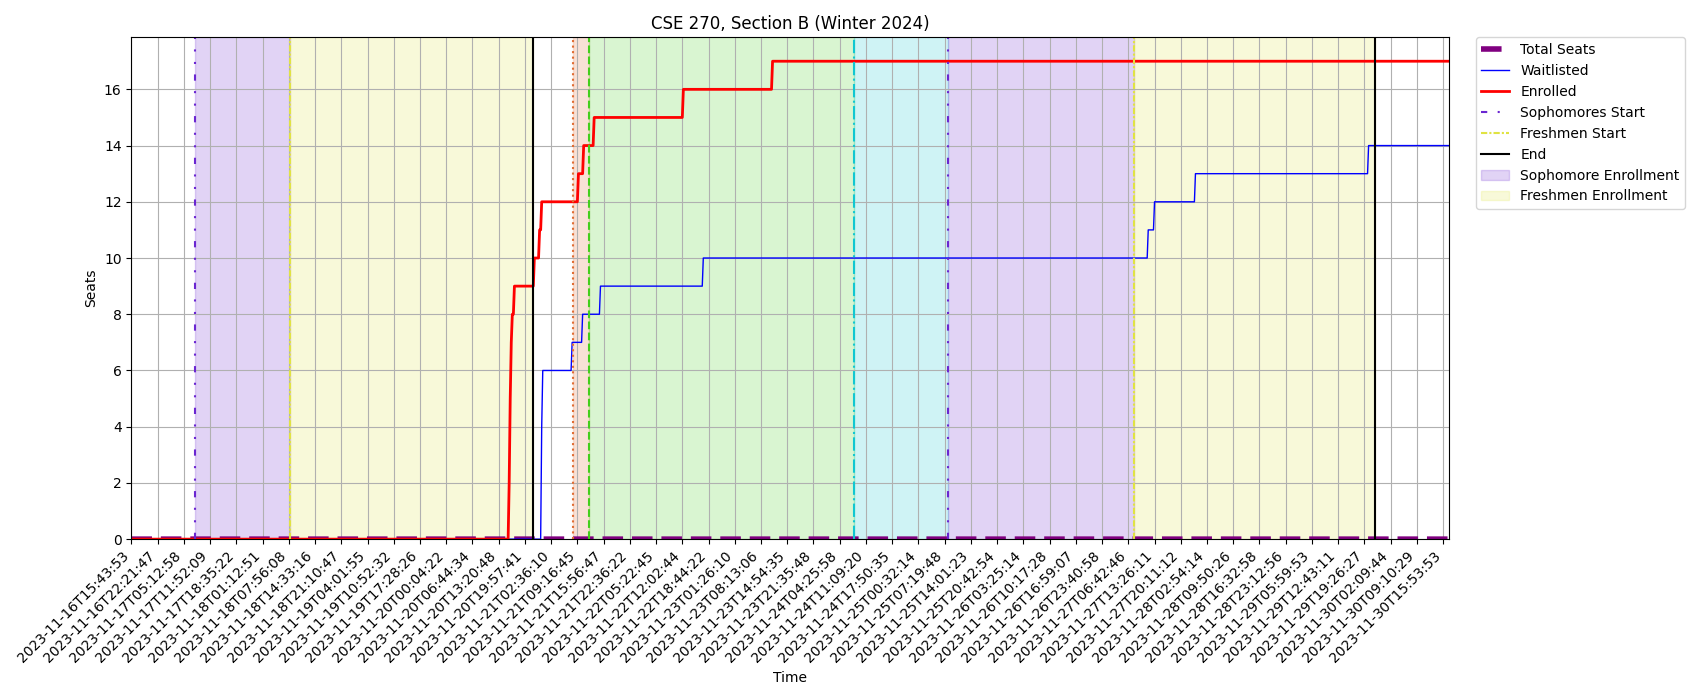 CSE 270, Section B (Winter 2024)
Total Seats
Waitlisted
Enrolled
Sophomores Start
Freshmen Start
End
Sophomore Enrollment
Freshmen Enrollment
Seats
16
14
12
10
8
6
4
2
0
2023-11-16T15:43:53
2023-11-16T22:21:47
2023-11-17T05:12:58
2023-11-17T11:52:09
2023-11-17T18:35:22
2023-11-18T01:12:51
2023-11-18T07:56:08
2023-11-18T14:33:16
2023-11-18T21:10:47
2023-11-19T04:01:55
2023-11-19T10:52:32
2023-11-19T17:28:26
2023-11-20T00:04:22
2023-11-20T06:44:34
2023-11-20T13:20:48
2023-11-20T19:57:41
2023-11-21T02:36:10
2023-11-21T09:16:45
2023-11-21T15:56:47
2023-11-21T22:36:22
2023-11-22T05:22:45
2023-11-22T12:02:44
2023-11-22T18:44:22
2023-11-23T01:26:10
2023-11-23T08:13:06
2023-11-23T14:54:35
2023-11-23T21:35:48
2023-11-24T04:25:58
2023-11-24T11:09:20
2023-11-24T17:50:35
2023-11-25T00:32:14
2023-11-25T07:19:48
2023-11-25T14:01:23
2023-11-25T20:42:54
2023-11-26T03:25:14
2023-11-26T10:17:28
2023-11-26T16:59:07
2023-11-26T23:40:58
2023-11-27T06:42:46
2023-11-27T13:26:11
2023-11-27T20:11:12
2023-11-28T02:54:14
2023-11-28T09:50:26
2023-11-28T16:32:58
2023-11-28T23:12:56
2023-11-29T05:59:53
2023-11-29T12:43:11
2023-11-29T19:26:27
2023-11-30T02:09:44
2023-11-30T09:10:29
2023-11-30T15:53:53
Time